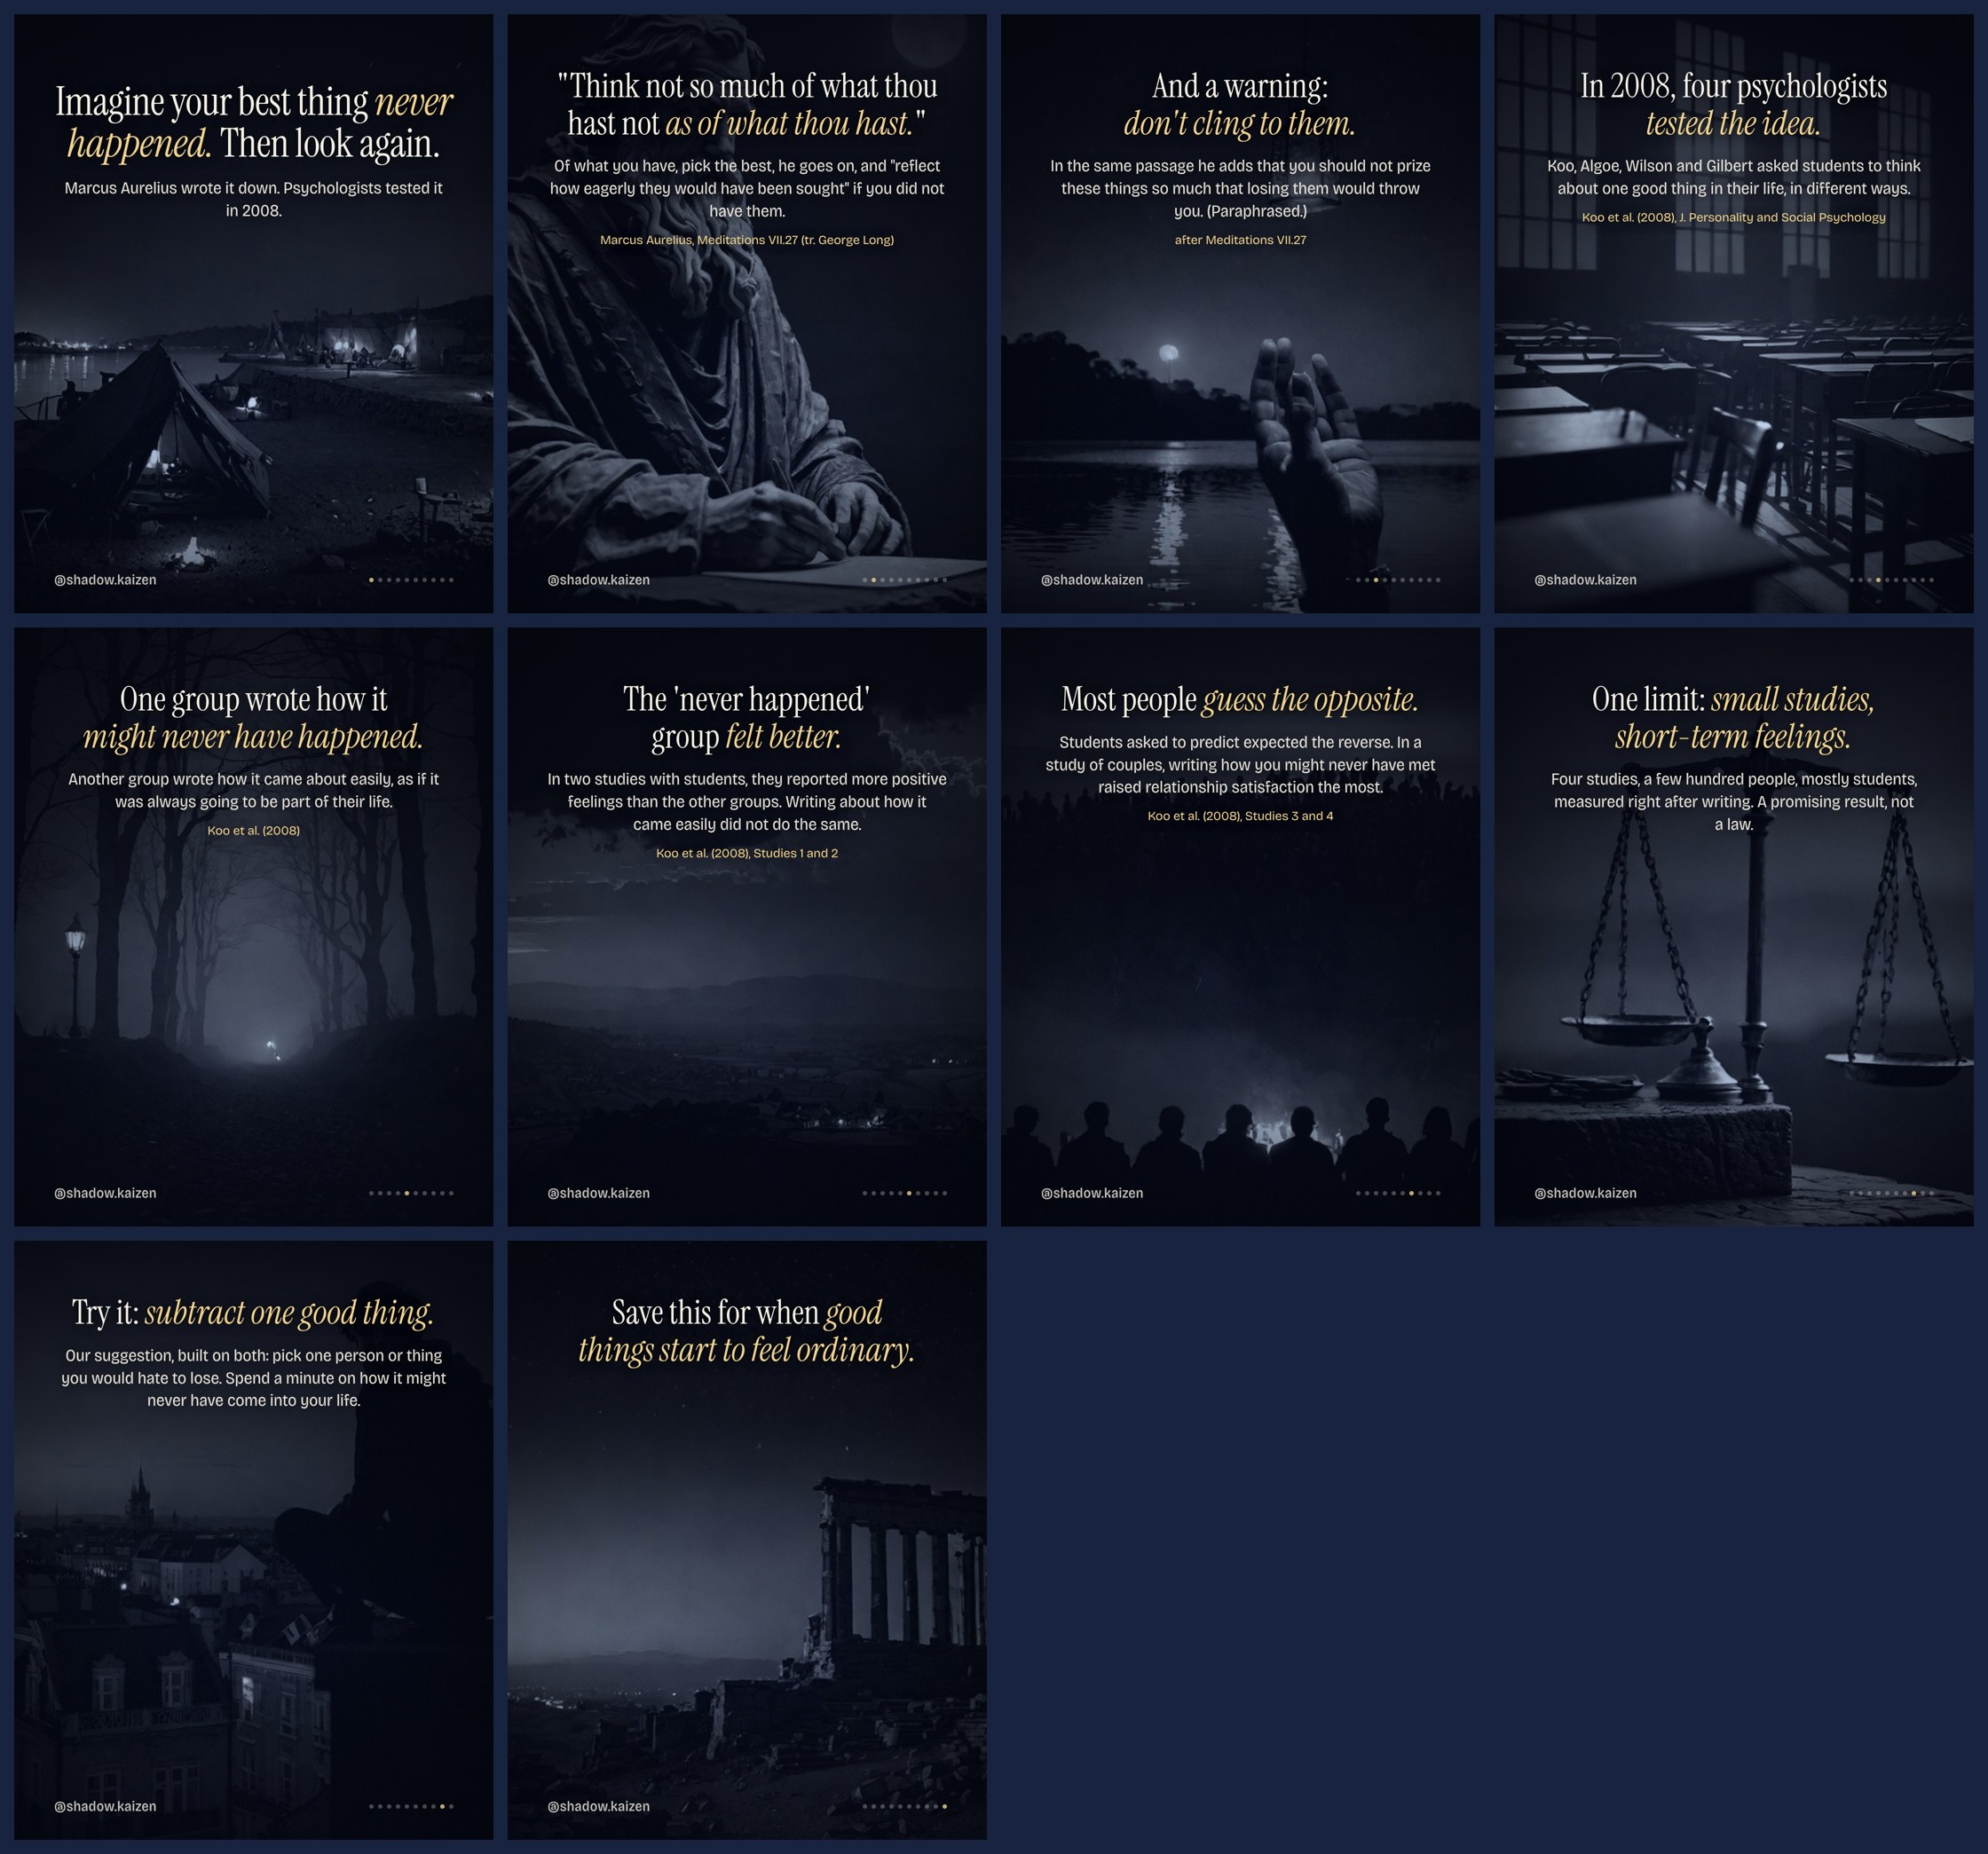 Imagine your best thing never
happened. Then look again.
Marcus Aurelius wrote it down. Psychologists tested it
in 2008.
@shadow.kaizen
"Think not so much of what thou
hast not as of what thou hast."
Of what you have, pick the best, he goes on, and "reflect
how eagerly they would have been sought" if you did not
have them.
Marcus Aurelius, Meditations VII.27 (tr. George Long)
@shadow.kaizen
And a warning:
don't cling to them.
In the same passage he adds that you should not prize
these things so much that losing them would throw
you. (Paraphrased.)
after Meditations VII.27
@shadow.kaizen
In 2008, four psychologists
tested the idea.
Koo, Algoe, Wilson and Gilbert asked students to think
about one good thing in their life, in different ways.
Koo et al. (2008), J. Personality and Social Psychology
@shadow.kaizen
One group wrote how it
might never have happened.
Another group wrote how it came about easily, as if it
was always going to be part of their life.
Koo et al. (2008)
@shadow.kaizen
The 'never happened'
group felt better.
In two studies with students, they reported more positive
feelings than the other groups. Writing about how it
came easily did not do the same.
Koo et al. (2008), Studies 1 and 2
@shadow.kaizen
Most people guess the opposite.
Students asked to predict expected the reverse. In a
study of couples, writing how you might never have met
raised relationship satisfaction the most.
Koo et al. (2008), Studies 3 and 4
@shadow.kaizen
One limit: small studies,
short-term feelings.
Four studies, a few hundred people, mostly students,
measured right after writing. A promising result, not
a law.
@shadow.kaizen
Try it: subtract one good thing.
Our suggestion, built on both: pick one person or thing
you would hate to lose. Spend a minute on how it might
never have come into your life.
@shadow.kaizen
Save this for when good
things start to feel ordinary.
@shadow.kaizen